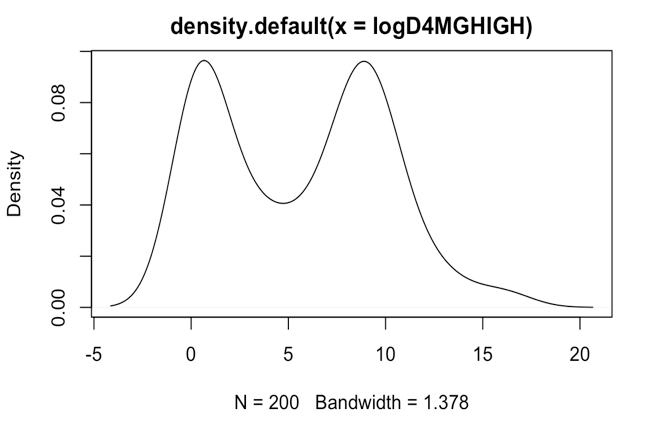 density.default(x = logD4MGHIGH)
Density
0.08
0.04
0.00
-5 0 5 10 15 20
N = 200 Bandwidth = 1.378